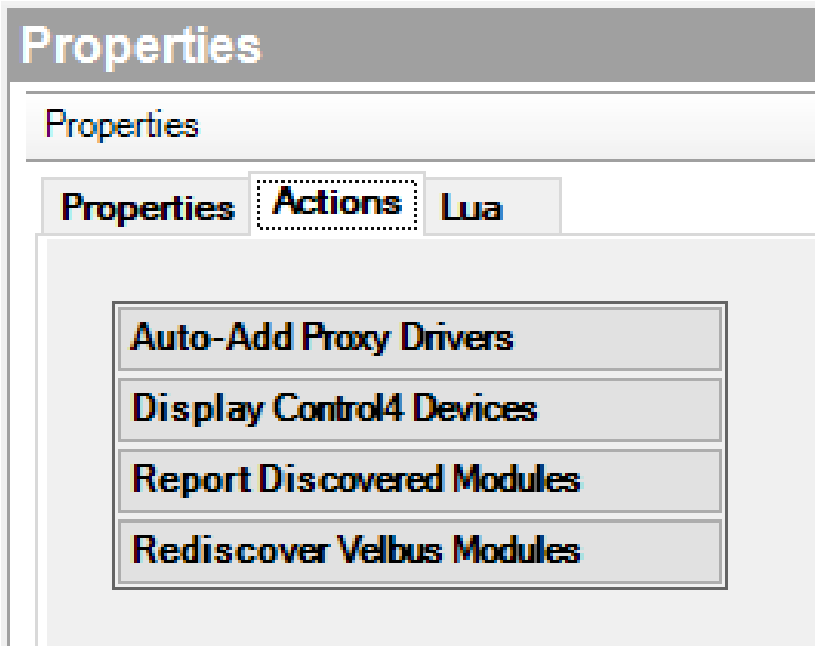 Properties
Properties
Properties Actions Lua
Auto-Add Proxy Drivers
Display Control4 Devices
Report Discovered Modules
Rediscover Velbus Modules